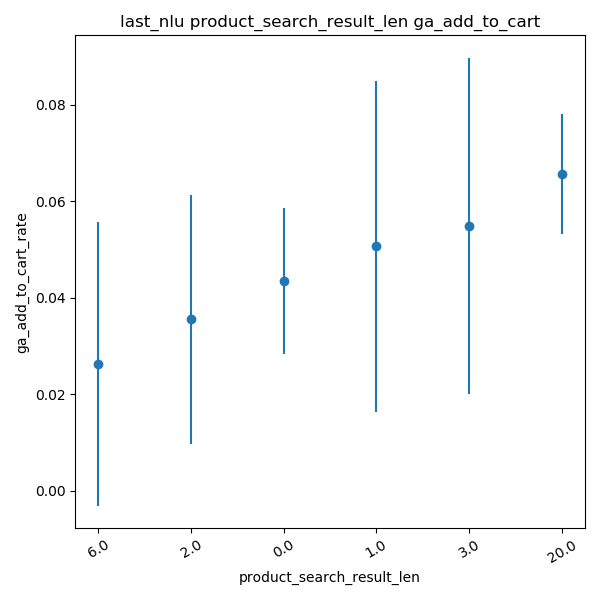 last_nlu product_search_result_len ga_add_to_cart
0.08
0.06
0.04
0.02
0.00
ga_add_to_cart_rate
6.0 2.0 0.0 1.0 3.0 20.0
product_search_result_len